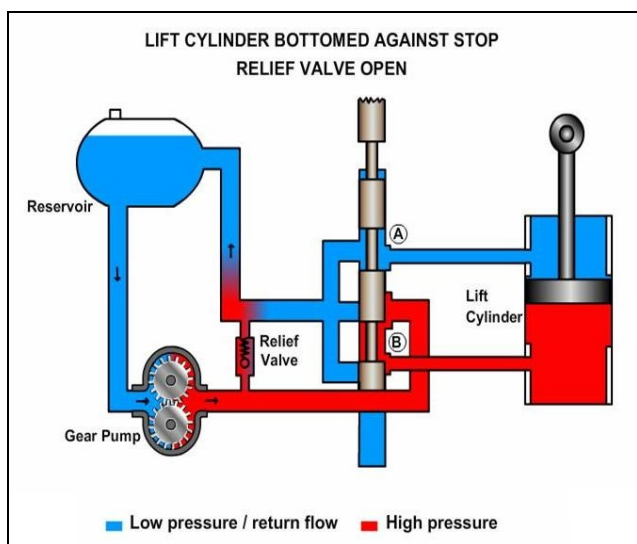 LIFT CYLINDER BOTTOMED AGAINST STOP
RELIEF VALVE OPEN
Reservoir
A
Lift
Cylinder
Relief
Valve
B
Gear Pump
Low pressure / return flow
High pressure